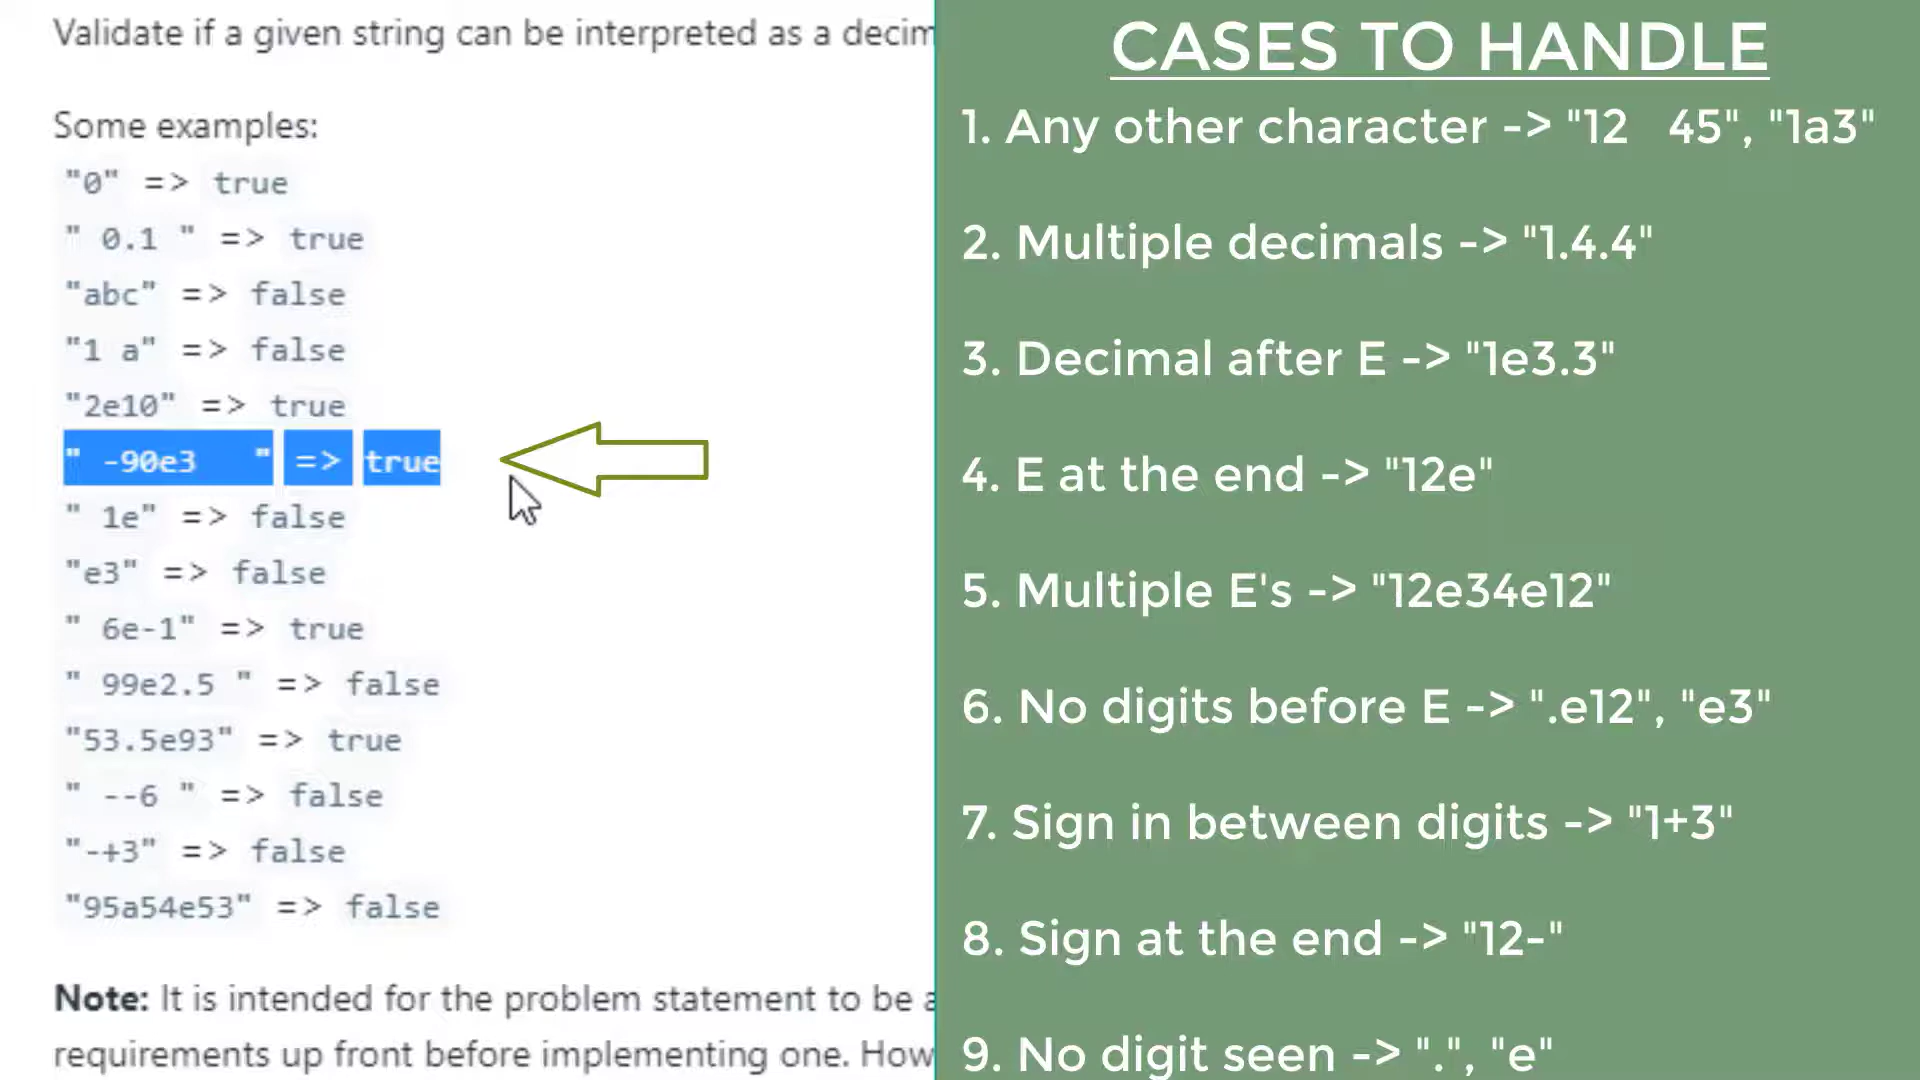 Validate if a given string can be interpreted as a decim
Some examples:
"0" => true
" 0.1 " => true
"abc" => false
"1 a" => false
"2e10" => true
" -90e3   " => true
" 1e" => false
"e3" => false
" 6e-1" => true
" 99e2.5 " => false
"53.5e93" => true
" --6 " => false
"-+3" => false
"95a54e53" => false
Note: It is intended for the problem statement to be a
requirements up front before implementing one. How
CASES TO HANDLE
1. Any other character -> "12   45", "1a3"
2. Multiple decimals -> "1.4.4"
3. Decimal after E -> "1e3.3"
4. E at the end -> "12e"
5. Multiple E's -> "12e34e12"
6. No digits before E -> ".e12", "e3"
7. Sign in between digits -> "1+3"
8. Sign at the end -> "12-"
9. No digit seen -> ".", "e"